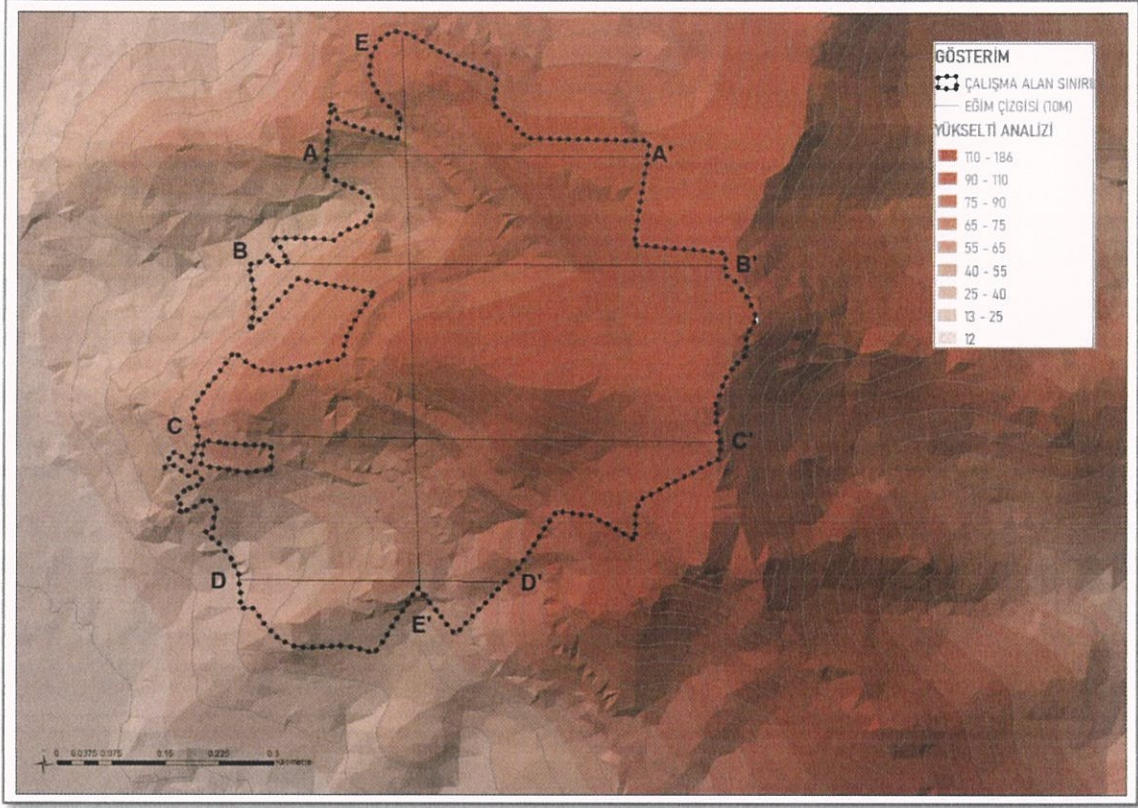 E
A
A'
B
B'
C
C'
D
D'
E'
GÖSTERİM
ÇALIŞMA ALAN SINIRI
EĞİM ÇİZGİSİ (10M)
YÜKSELTİ ANALİZİ
110 - 186
90 - 110
75 - 90
65 - 75
55 - 65
40 - 55
25 - 40
13 - 25
12
0 0.0375 0.075 0.15 0.225 0.3